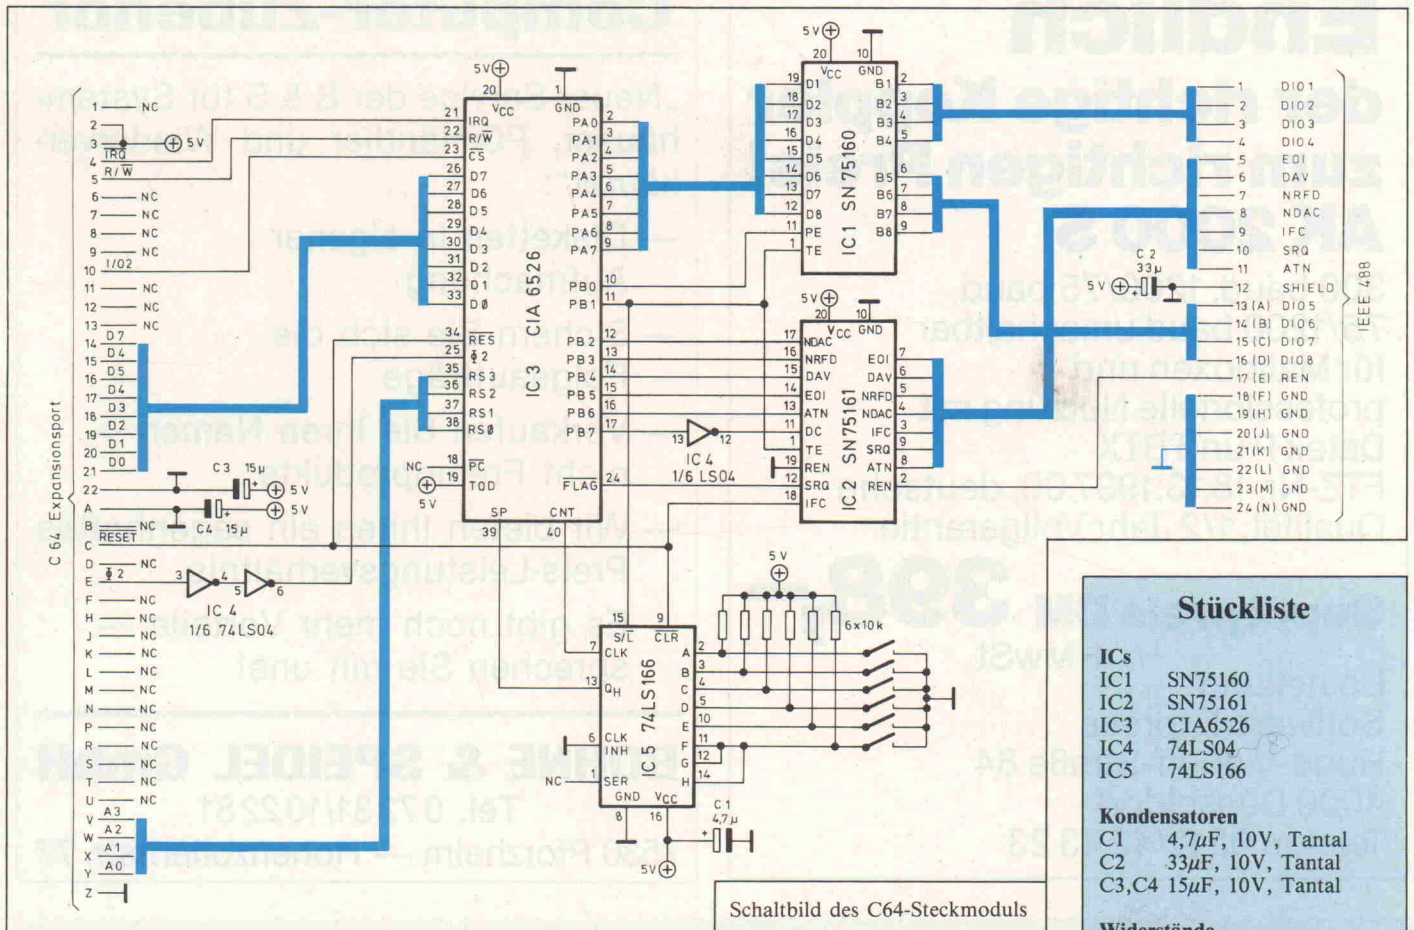 C 64 - Expansionsport
1 NC
2
3 5V
4 IRQ
5 R/W
6 NC
7 NC
8 NC
9 NC
10 I/O2
11 NC
12 NC
13 NC
14 D7
15 D4
16 D5
17 D4
18 D3
19 D2
20 D1
21 D0
22
A
B NC
C RESET
D NC
E Φ2
F NC
H NC
J NC
K NC
L NC
M NC
N NC
P NC
R NC
S NC
T NC
U NC
V A3
W A2
X A1
Y A0
Z
C3 15µ 5V
C4 15µ 5V
3 4 5 6
IC 4
1/6 74LS04
5V
20 VCC
1 GND
IC3 CIA 6526
21 IRQ
22 R/W
23 CS
26 D7
27 D6
28 D5
29 D4
30 D3
31 D2
32 D1
33 DØ
34 RES
25 Φ2
35 RS3
36 RS2
37 RS1
38 RSØ
NC 18 PC
5V 19 TOD
SP 39
CNT 40
PA0 2
PA1 3
PA2 4
PA3 5
PA4 6
PA5 7
PA6 8
PA7 9
PB0 10
PB1 11
PB2 12
PB3 13
PB4 14
PB5 15
PB6 16
PB7 17
FLAG 24
13 12
IC 4
1/6 LS04
5V
20 VCC
10 GND
IC1 SN75160
19 D1 B1 2
18 D2 B2 3
17 D3 B3 4
16 D4 B4 5
15 D5 B5 6
14 D6 B6 7
13 D7 B7 8
12 D8 B8 9
11 PE
1 TE
5V
20 VCC
10 GND
IC2 SN75161
17 NDAC EOI 7
16 NRFD DAV 6
15 DAV NRFD 5
14 EOI NDAC 4
13 ATN IFC 3
11 DC SRQ 9
1 TE ATN 8
19 REN REN 2
12 SRQ
18 IFC
5V C2 33µ
1 DIO1
2 DIO2
3 DIO3
4 DIO4
5 EOI
6 DAV
7 NRFD
8 NDAC
9 IFC
10 SRQ
11 ATN
12 SHIELD
13 (A) DIO5
14 (B) DIO6
15 (C) DIO7
16 (D) DIO8
17 (E) REN
18 (F) GND
19 (H) GND
20 (J) GND
21 (K) GND
22 (L) GND
23 (M) GND
24 (N) GND
IEEE - 488
IC5 74LS166
15 S/L
9 CLR
7 CLK
13 QH
6 CLK
INH
NC 1 SER
GND 8
VCC 16
A 2
B 3
C 4
D 5
E 10
F 11
G 12
H 14
5V
6x10k
C1
4,7µ
5V
Schaltbild des C64-Steckmoduls
Stückliste
ICs
IC1 SN75160
IC2 SN75161
IC3 CIA6526
IC4 74LS04
IC5 74LS166
Kondensatoren
C1 4,7µF, 10V, Tantal
C2 33µF, 10V, Tantal
C3,C4 15µF, 10V, Tantal
Widerstände